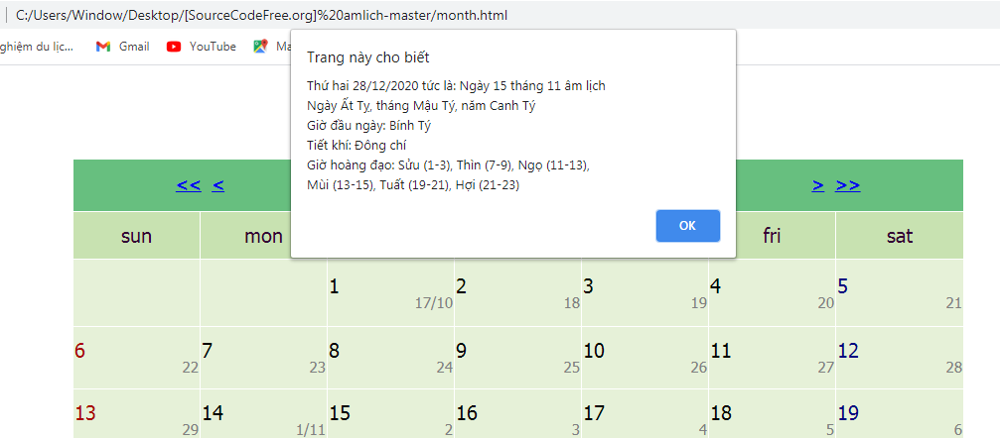 C:/Users/Window/Desktop/[SourceCodeFree.org]%20amlich-master/month.html
nghiệm du lịc... Gmail YouTube Ma
Trang này cho biết
Thứ hai 28/12/2020 tức là: Ngày 15 tháng 11 âm lịch
Ngày Ất Tỵ, tháng Mậu Tý, năm Canh Tý
Giờ đầu ngày: Bính Tý
Tiết khí: Đông chí
Giờ hoàng đạo: Sửu (1-3), Thìn (7-9), Ngọ (11-13),
Mùi (13-15), Tuất (19-21), Hợi (21-23)
OK
<< < > >>
sun mon fri sat
1 2 3 4 5
17/10 18 19 20 21
6 7 8 9 10 11 12
22 23 24 25 26 27 28
13 14 15 16 17 18 19
29 1/11 2 3 4 5 6